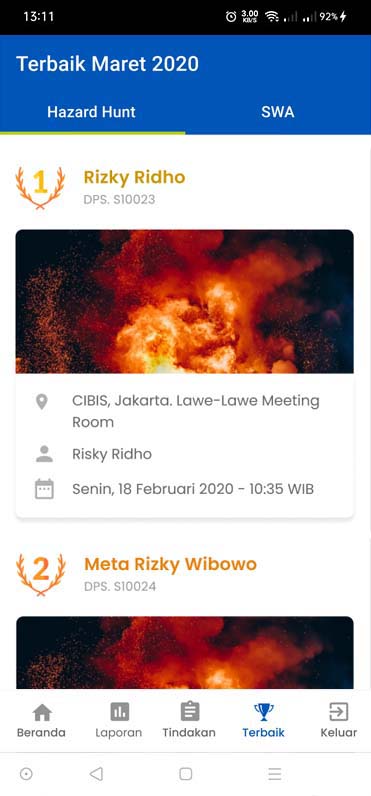 13:11
3.00
KB/S
92%
Terbaik Maret 2020
Hazard Hunt
SWA
1
Rizky Ridho
DPS. S10023
CIBIS, Jakarta. Lawe-Lawe Meeting
Room
Risky Ridho
Senin, 18 Februari 2020 - 10:35 WIB
2
Meta Rizky Wibowo
DPS. S10024
Beranda
Laporan
Tindakan
Terbaik
Keluar